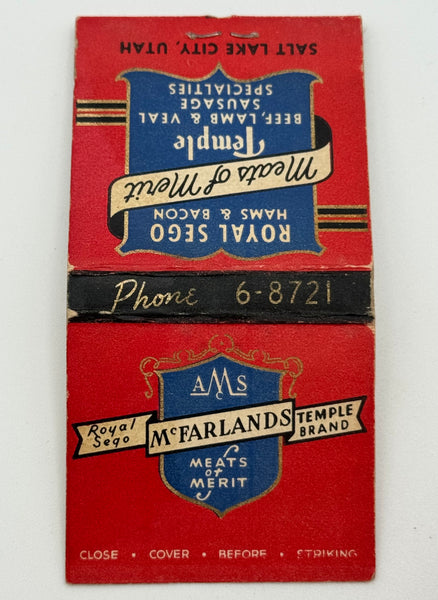 SALT LAKE CITY, UTAH
ROYAL SEGO
HAMS & BACON
Meats of Merit
Temple
BEEF, LAMB & VEAL
SAUSAGE
SPECIALTIES
Phone 6-8721
AMS
Royal Sego
McFARLANDS
TEMPLE BRAND
MEATS
of
MERIT
CLOSE • COVER • BEFORE • STRIKING